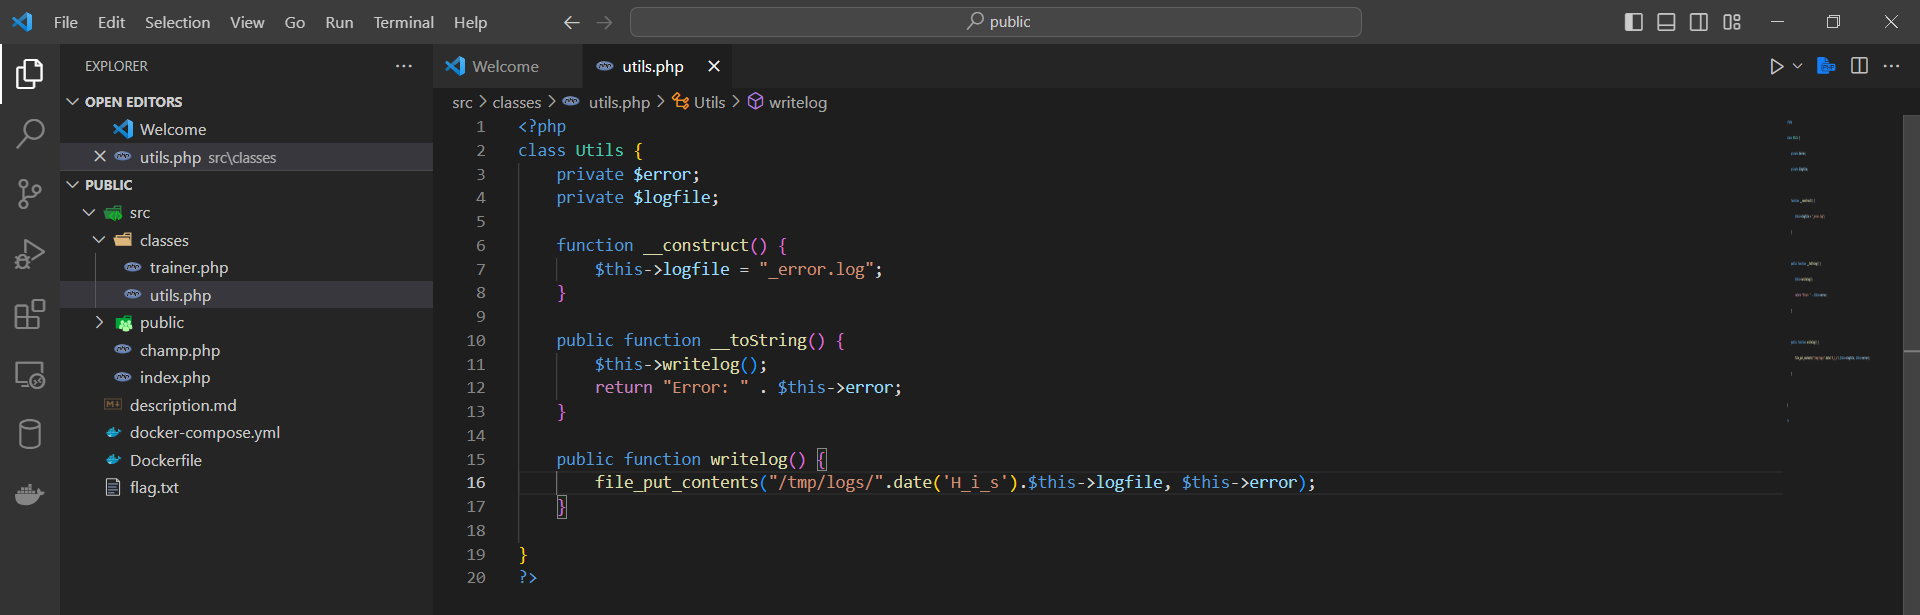 File Edit Selection View Go Run Terminal Help
public
EXPLORER
OPEN EDITORS
Welcome
utils.php src\classes
PUBLIC
src
classes
trainer.php
utils.php
public
champ.php
index.php
description.md
docker-compose.yml
Dockerfile
flag.txt
Welcome
utils.php
src > classes > utils.php > Utils > writelog
1 <?php
2 class Utils {
3 private $error;
4 private $logfile;
5
6 function __construct() {
7 $this->logfile = "_error.log";
8 }
9
10 public function __toString() {
11 $this->writelog();
12 return "Error: " . $this->error;
13 }
14
15 public function writelog() {
16 file_put_contents("/tmp/logs/".date('H_i_s').$this->logfile, $this->error);
17 }
18
19 }
20 ?>